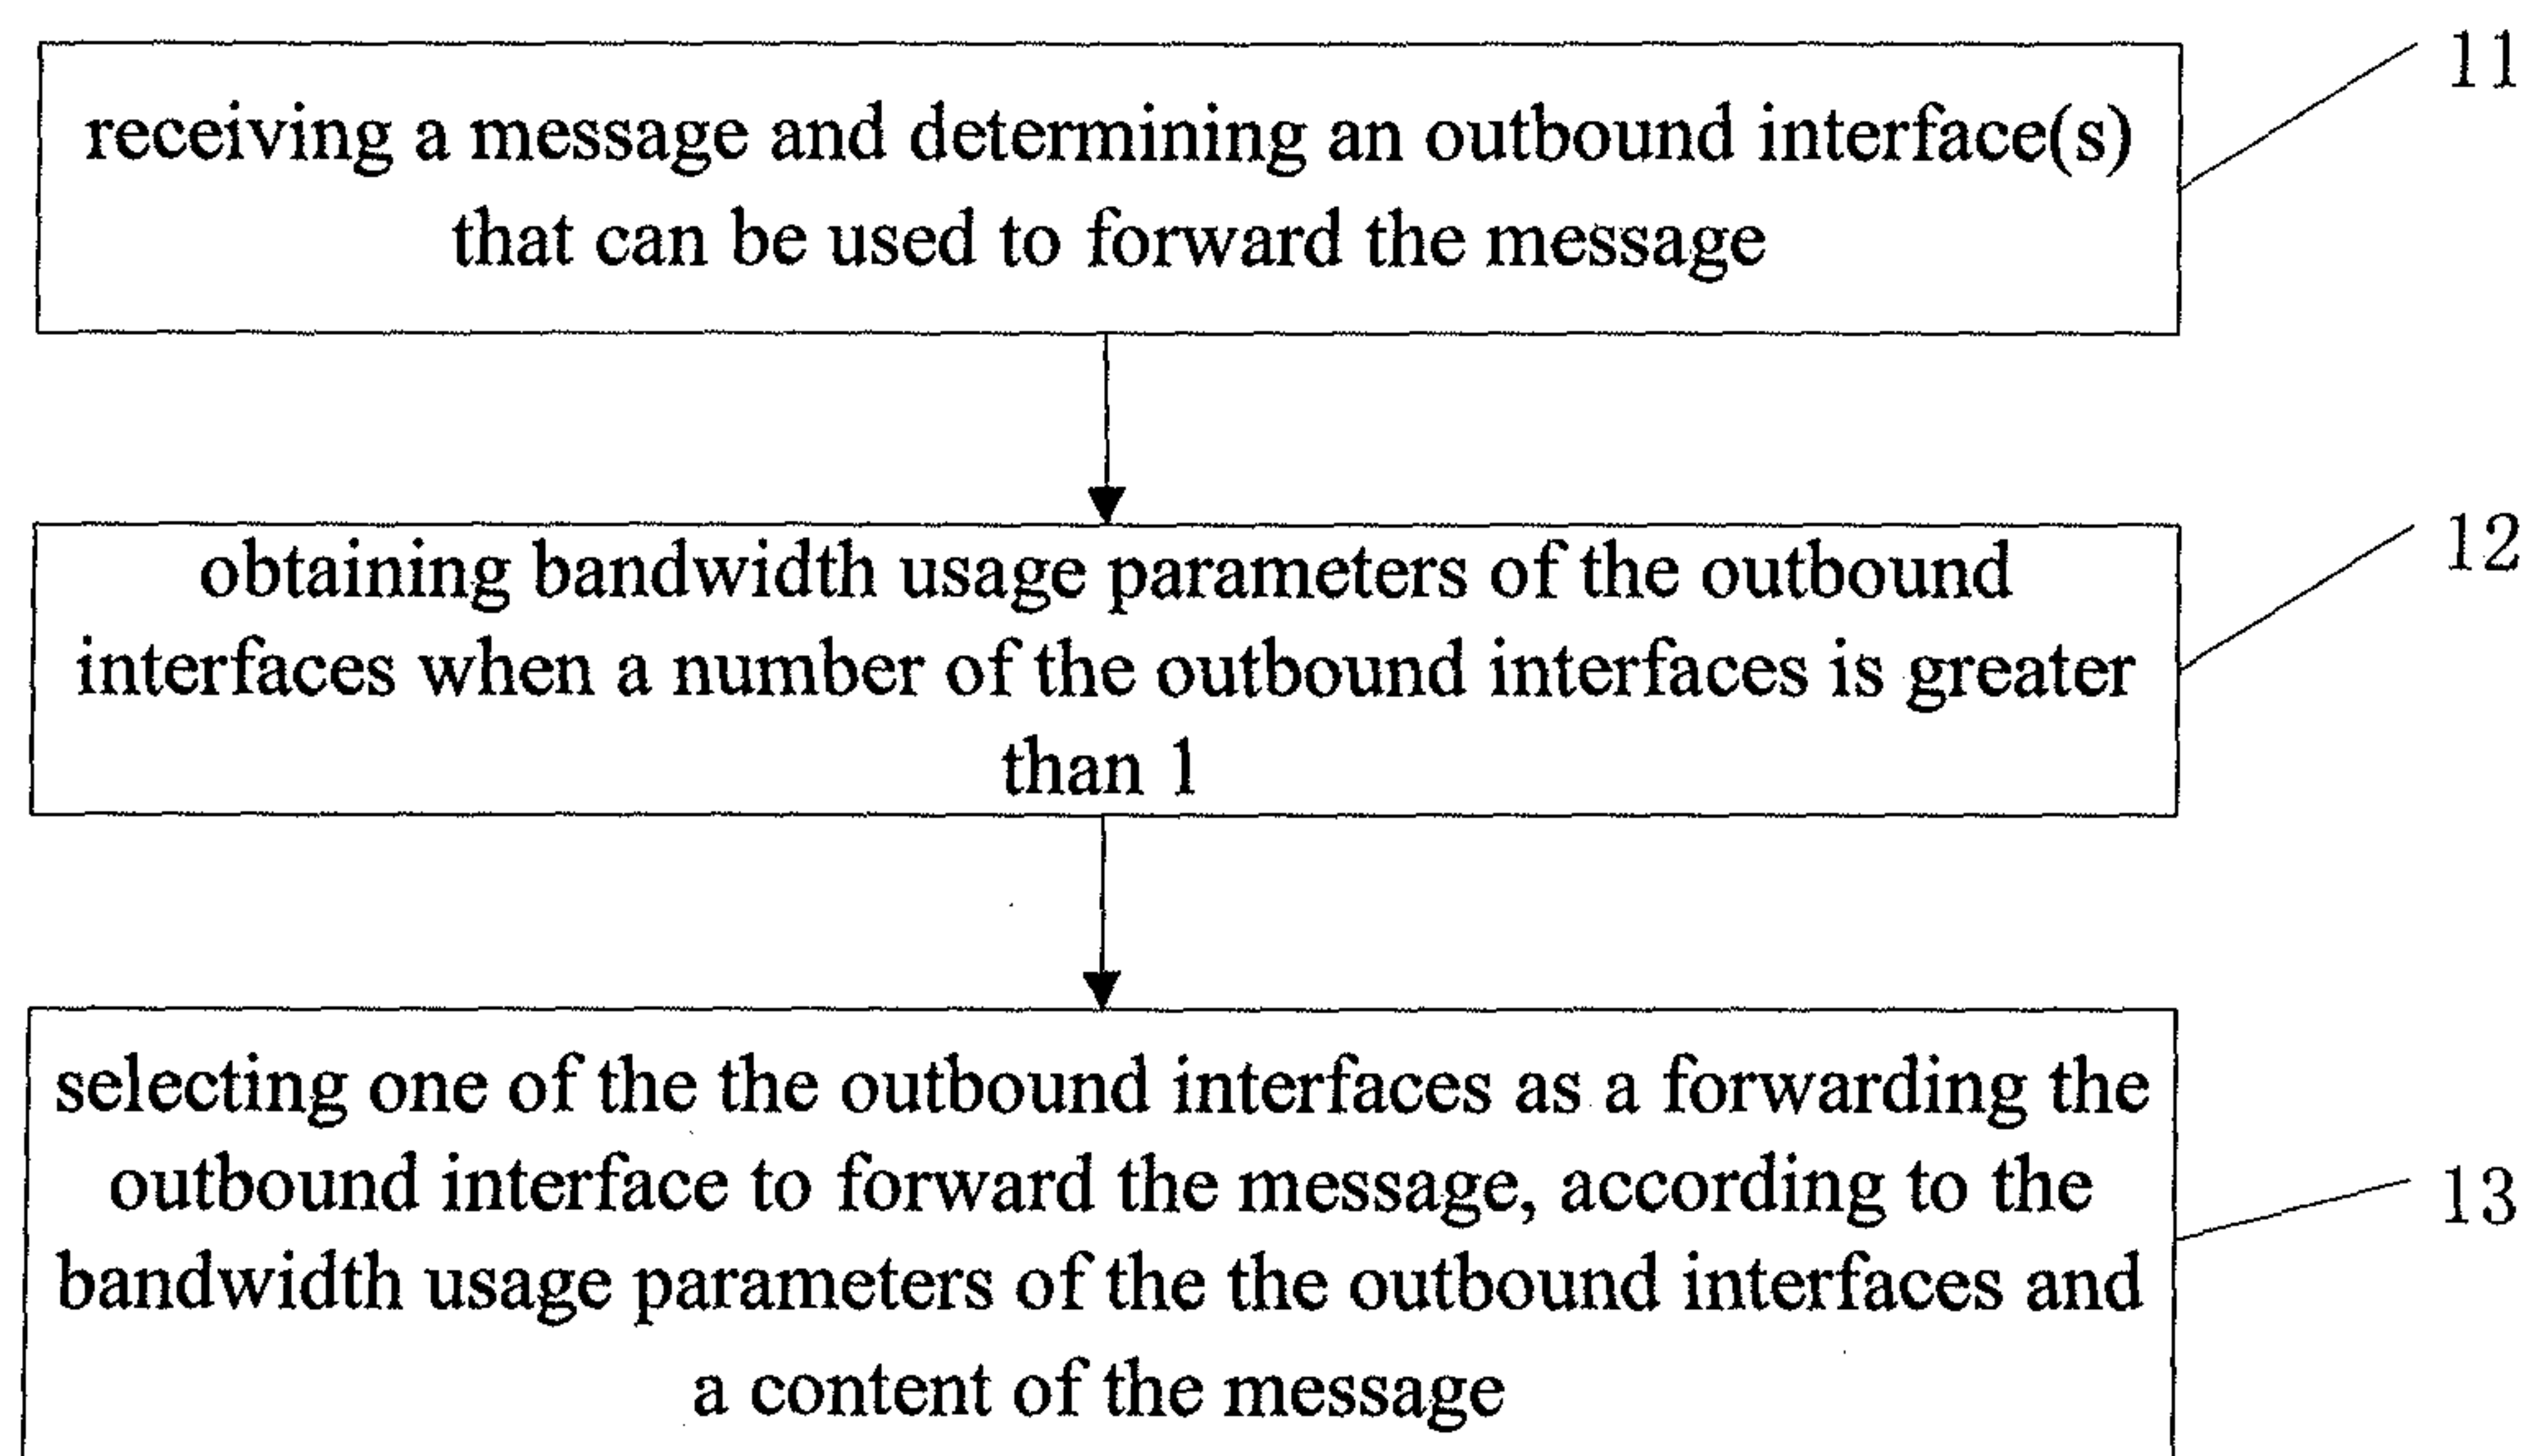 receiving a message and determining an outbound interface(s)
that can be used to forward the message
11
obtaining bandwidth usage parameters of the outbound
interfaces when a number of the outbound interfaces is greater
than 1
12
selecting one of the the outbound interfaces as a forwarding the
outbound interface to forward the message, according to the
bandwidth usage parameters of the the outbound interfaces and
a content of the message
13